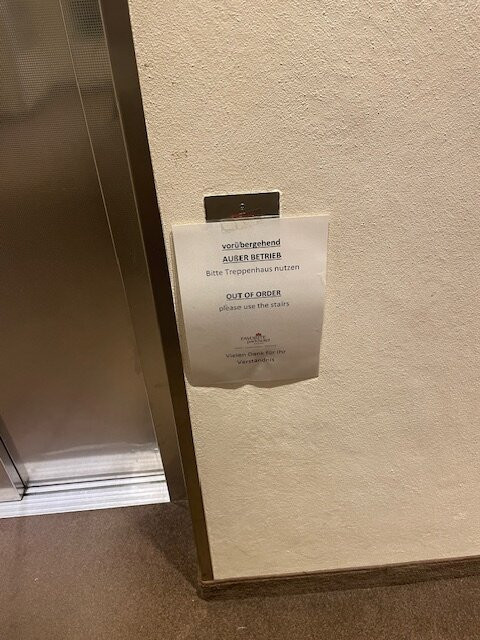 vorübergehend
AUßER BETRIEB
Bitte Treppenhaus nutzen
OUT OF ORDER
please use the stairs
Vielen Dank für Ihr
Verständnis